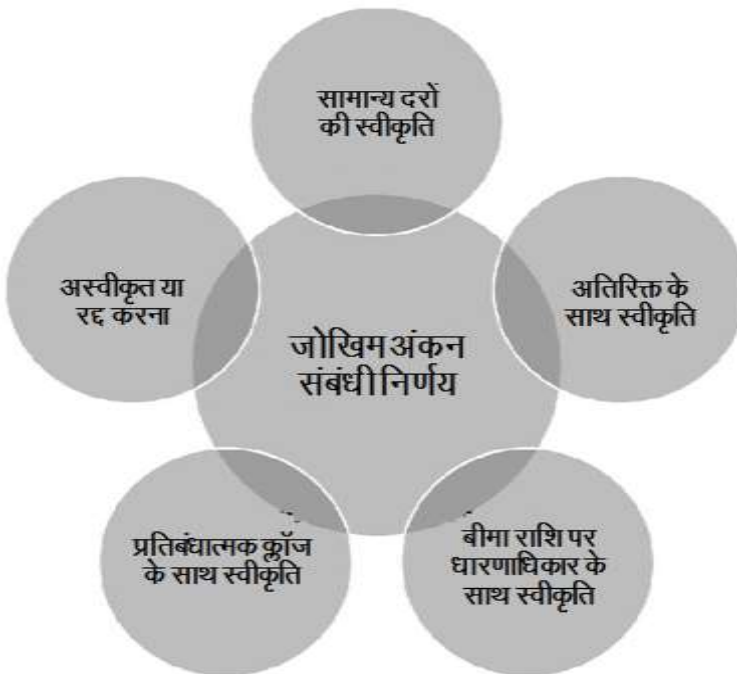 सामान्य दरों
की स्वीकृति
अतिरिक्त के
साथ स्वीकृति
बीमा राशि पर
धारणाधिकार के
साथ स्वीकृति
प्रतिबंधात्मक क्लॉज
के साथ स्वीकृति
अस्वीकृत या
रद्द करना
जोखिम अंकन
संबंधी निर्णय